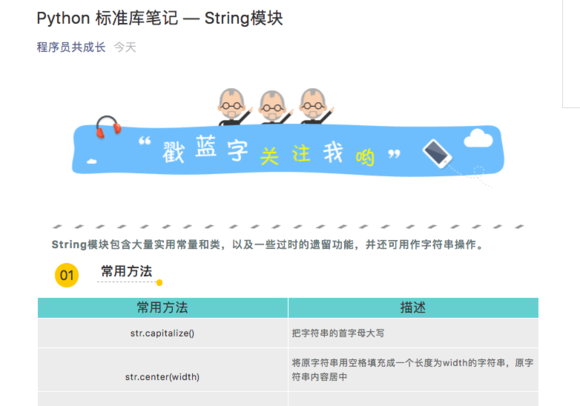 Python 标准库笔记 — String模块
程序员共成长 今天
“ 戳蓝字关注我哟 ”
String模块包含大量实用常量和类，以及一些过时的遗留功能，并还可用作字符串操作。
01 常用方法
常用方法 描述
str.capitalize() 把字符串的首字母大写
str.center(width) 将原字符串用空格填充成一个长度为width的字符串，原字
符串内容居中